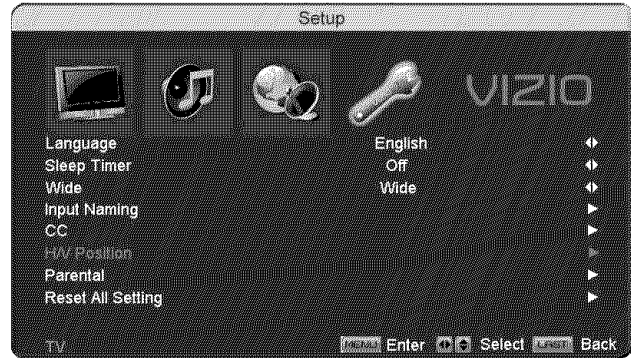 Setup
VIZIO
Language English
Sleep Timer Off
Wide Wide
Input Naming
CC
H/V Position
Parental
Reset All Setting
TV MENU Enter Select LAST Back